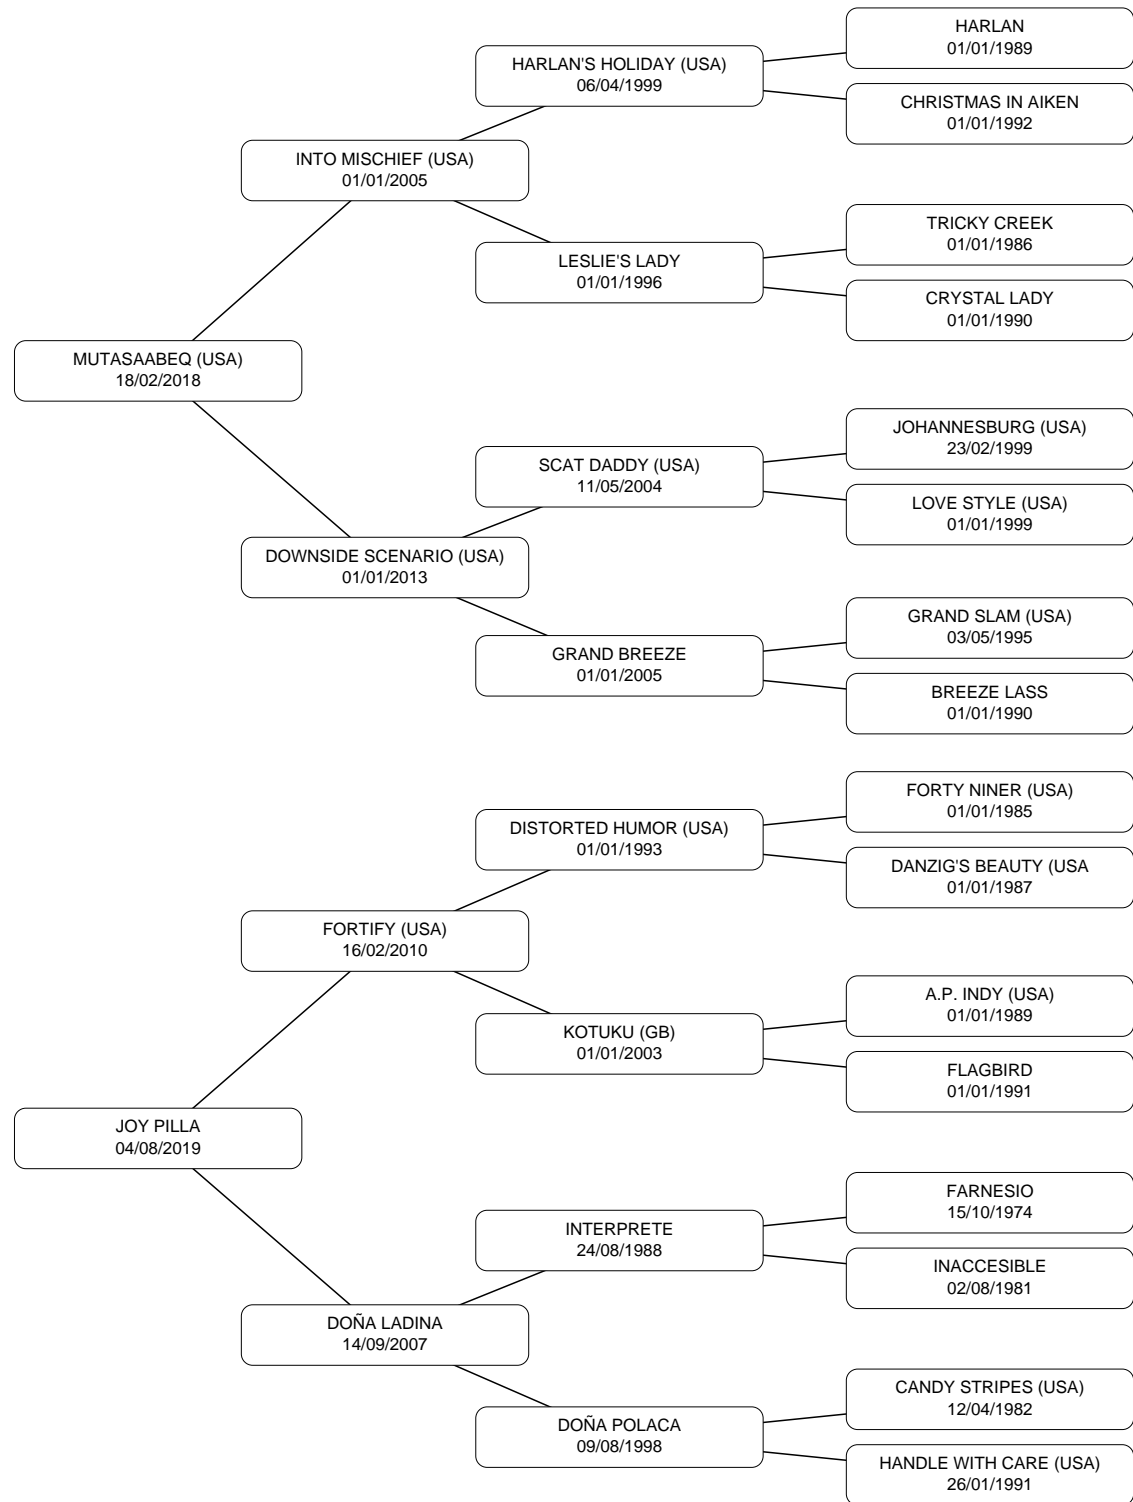 HARLAN
01/01/1989
HARLAN'S HOLIDAY (USA)
06/04/1999
CHRISTMAS IN AIKEN
01/01/1992
INTO MISCHIEF (USA)
01/01/2005
TRICKY CREEK
01/01/1986
LESLIE'S LADY
01/01/1996
CRYSTAL LADY
01/01/1990
MUTASAABEQ (USA)
18/02/2018
JOHANNESBURG (USA)
23/02/1999
SCAT DADDY (USA)
11/05/2004
LOVE STYLE (USA)
01/01/1999
DOWNSIDE SCENARIO (USA)
01/01/2013
GRAND SLAM (USA)
03/05/1995
GRAND BREEZE
01/01/2005
BREEZE LASS
01/01/1990
FORTY NINER (USA)
01/01/1985
DISTORTED HUMOR (USA)
01/01/1993
DANZIG'S BEAUTY (USA
01/01/1987
FORTIFY (USA)
16/02/2010
A.P. INDY (USA)
01/01/1989
KOTUKU (GB)
01/01/2003
FLAGBIRD
01/01/1991
JOY PILLA
04/08/2019
FARNESIO
15/10/1974
INTERPRETE
24/08/1988
INACCESIBLE
02/08/1981
DOÑA LADINA
14/09/2007
CANDY STRIPES (USA)
12/04/1982
DOÑA POLACA
09/08/1998
HANDLE WITH CARE (USA)
26/01/1991